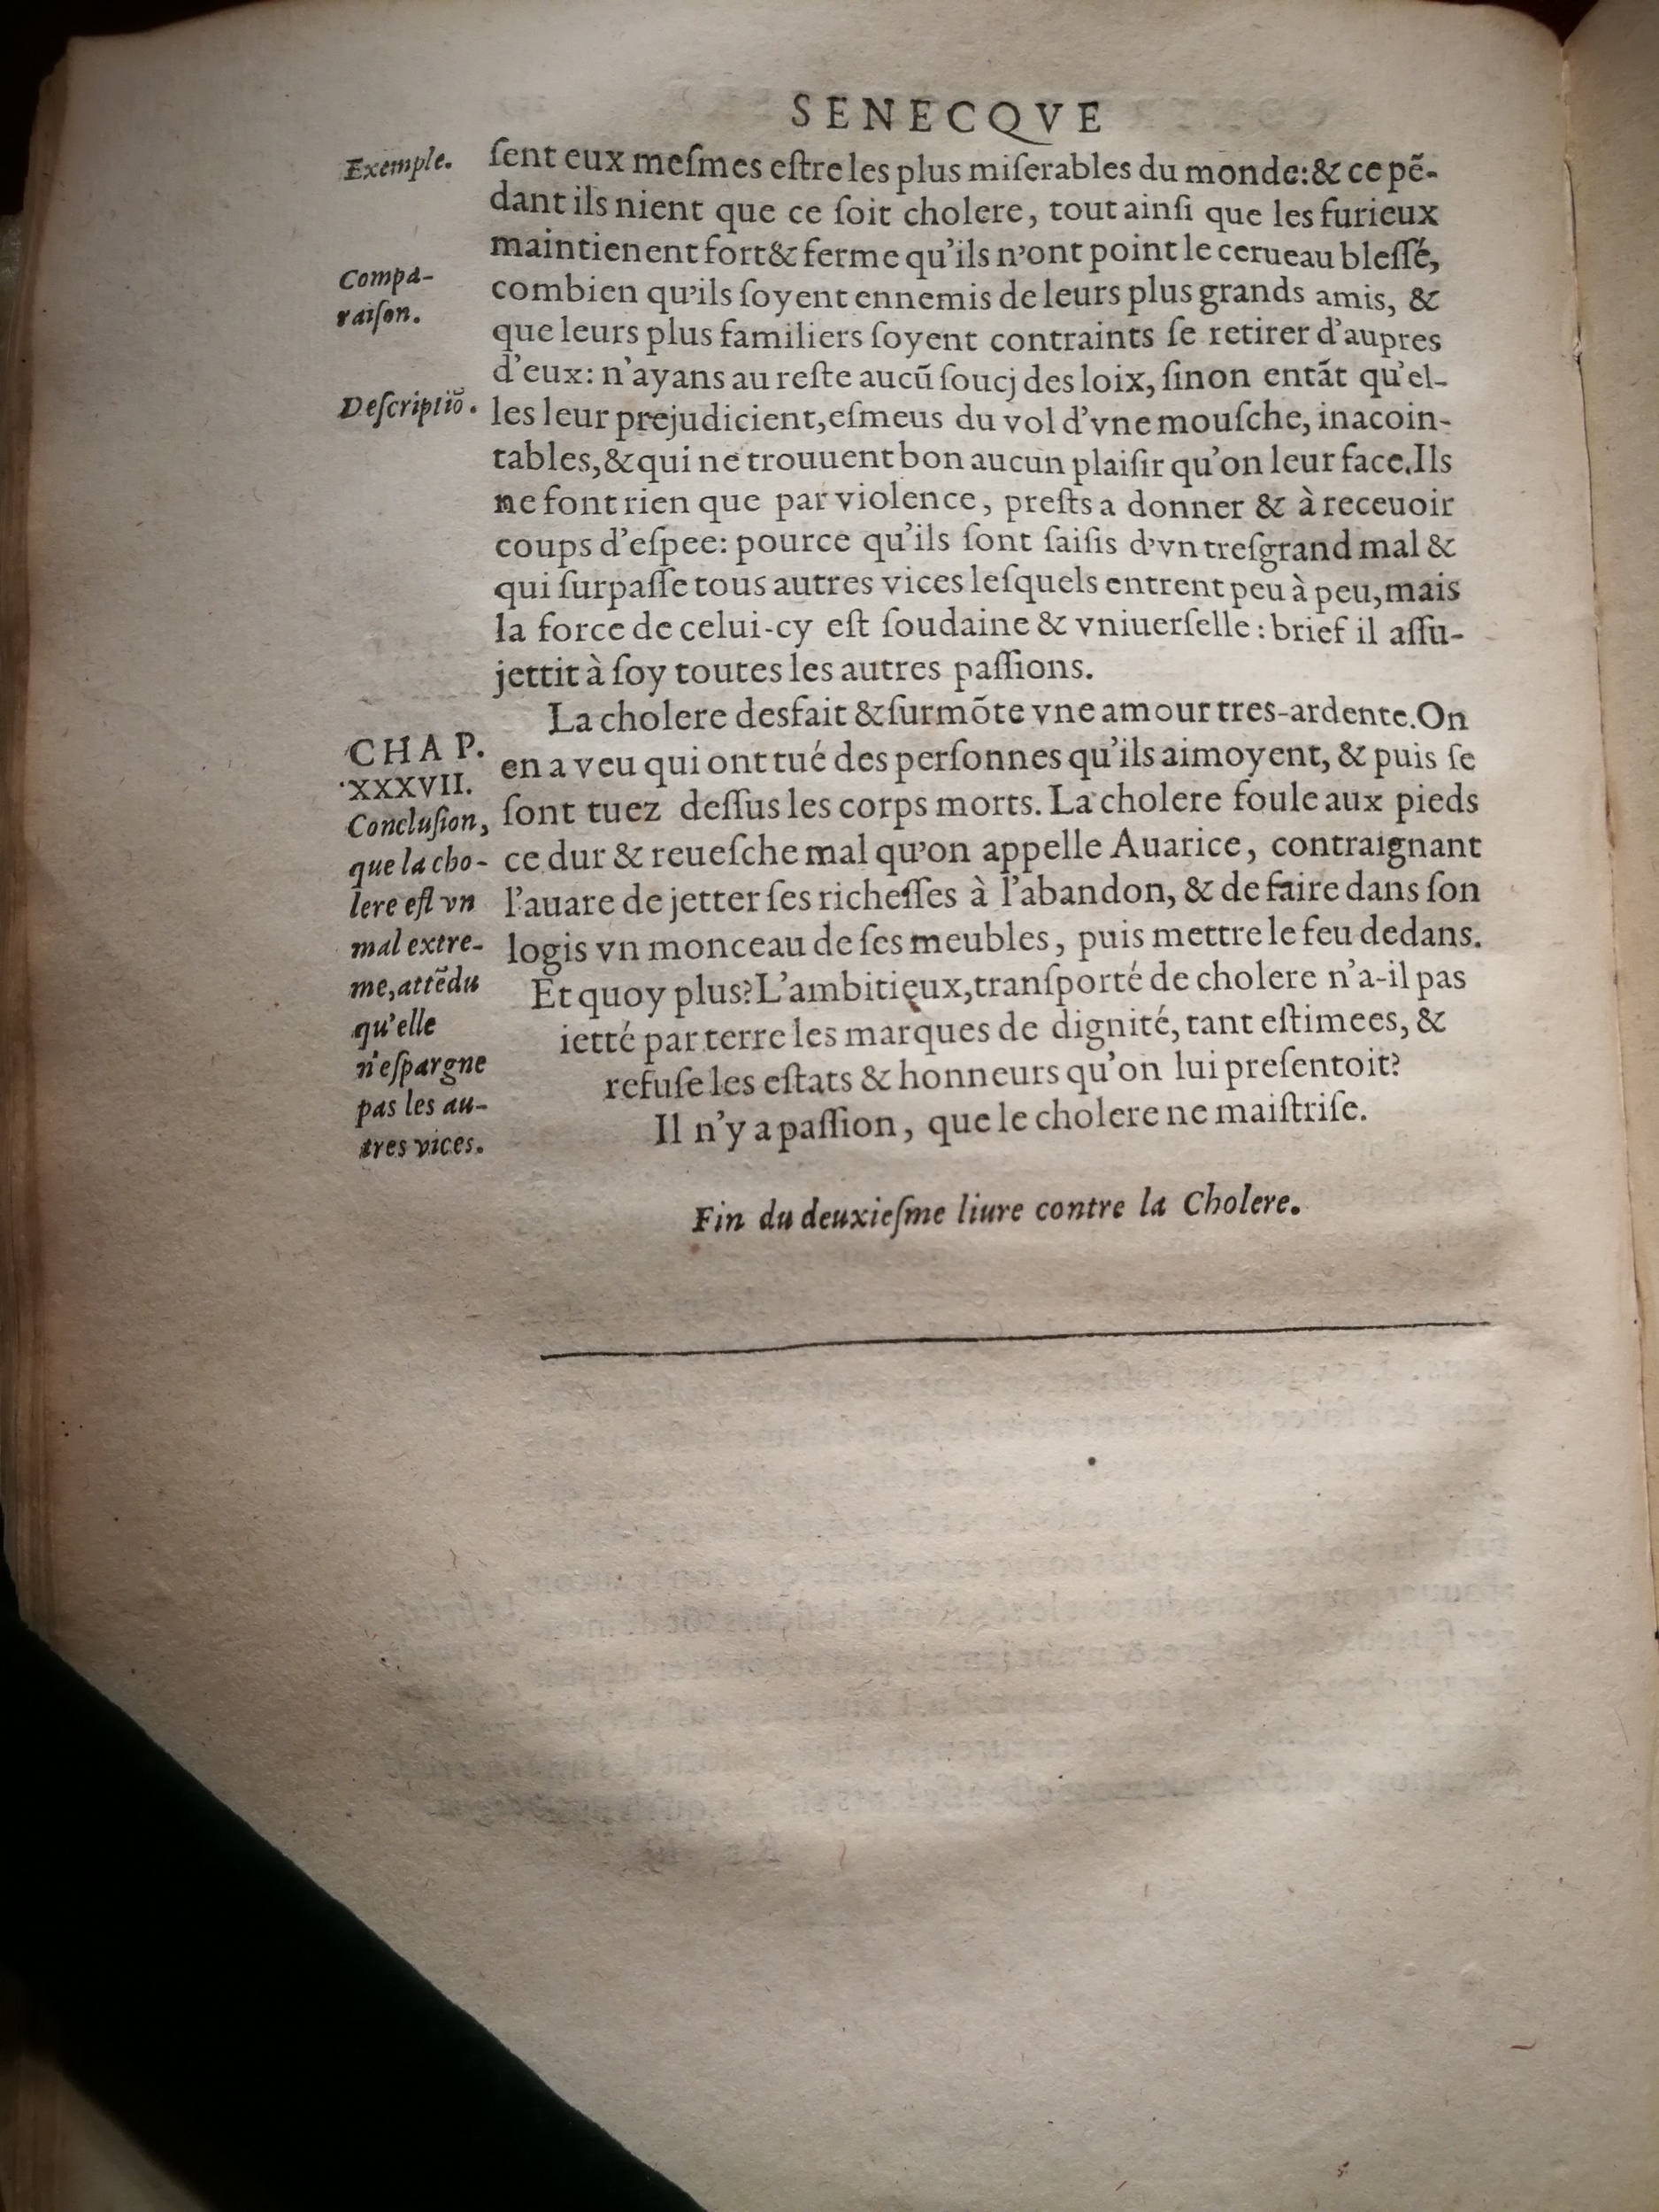 SENECQVE
Exemple.
ſent eux meſmes eſtre les plus miſerables du monde:& ce pẽ-
dant ils nient que ce ſoit cholere, tout ainſi que les furieux
maintienent fort & ferme qu'ils n'ont point le cerueau bleſſé,
Compa-
raiſon.
combien qu'ils ſoyent ennemis de leurs plus grands amis, &
que leurs plus familiers ſoyent contraints ſe retirer d'aupres
d'eux: n'ayans au reſte aucũ ſoucj des loix, ſinon entãt qu'el-
Deſcriptiõ.
les leur prejudicient, eſmeus du vol d'vne mouſche, inacoin-
tables, & qui ne trouuent bon aucun plaiſir qu'on leur face. Ils
ne font rien que par violence, preſts a donner & à receuoir
coups d'eſpee: pource qu'ils ſont ſaiſis d'vn treſgrand mal &
qui ſurpaſſe tous autres vices leſquels entrent peu à peu, mais
la force de celui-cy eſt ſoudaine & vniuerſelle : brief il aſſu-
jettit à ſoy toutes les autres paſſions.
CHAP.
XXXVII.
Concluſion,
que la cho-
lere eſt vn
mal extre-
me, attẽdu
qu'elle
n'eſpargne
pas les au-
tres vices.
La cholere desfait & ſurmõte vne amour tres-ardente. On
en a veu qui ont tué des perſonnes qu'ils aimoyent, & puis ſe
ſont tuez deſſus les corps morts. La cholere foule aux pieds
ce dur & reueſche mal qu'on appelle Auarice, contraignant
l'auare de jetter ſes richeſſes à l'abandon, & de faire dans ſon
logis vn monceau de ſes meubles, puis mettre le feu dedans.
Et quoy plus? L'ambitieux, tranſporté de cholere n'a-il pas
ietté par terre les marques de dignité, tant eſtimees, &
refuſe les eſtats & honneurs qu'on lui preſentoit?
Il n'y a paſſion, que le cholere ne maiſtriſe.
Fin du deuxieſme liure contre la Cholere.